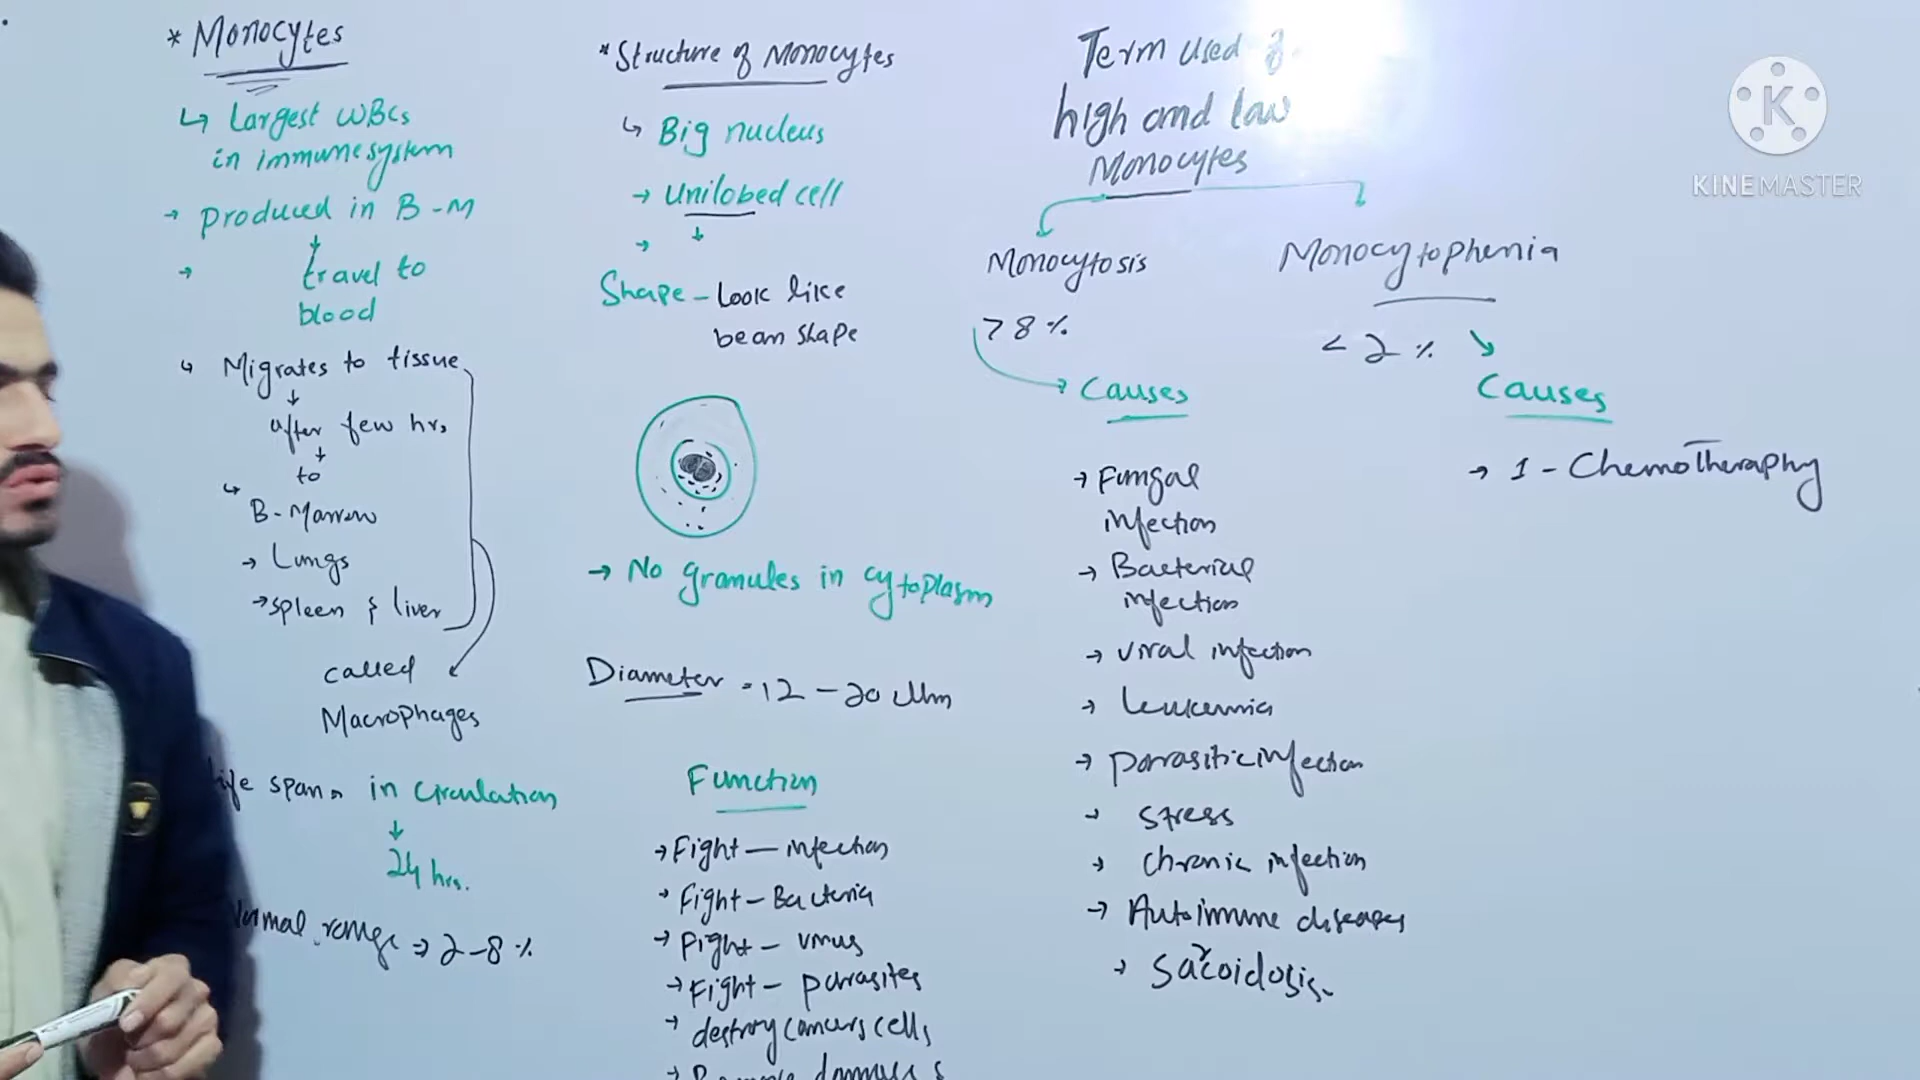 * Monocytes
↳ Largest WBCs
in immune system
→ produced in B-M
↓
→ travel to
blood
↳ Migrates to tissue
↓
after few hrs
↓
to
↳ B-Marrow
→ Lungs
→ spleen & liver
called
Macrophages
life span in circulation
↓
24 hrs.
Normal range → 2-8 %
* Structure of Monocytes
↳ Big nucleus
→ Unilobed cell
→ ↓
Shape - Look like
bean shape
→ No granules in cytoplasm
Diameter = 12 - 20 Mm
Function
→ Fight — infection
→ Fight - Bacteria
→ Fight - virus
→ Fight - parasites
→ destroy cancers cells
→ Remove
Term used
high and low
Monocytes
Monocytosis
> 8 %
→ Causes
→ Fungal
infection
→ Bacterial
infection
→ viral infection
→ leukemia
→ parasitic infection
→ stress
→ chronic infection
→ Autoimmune diseases
→ Sarcoidosis
Monocytophenia
< 2 %
Causes
→ 1 - Chemotheraphy
KINEMASTER